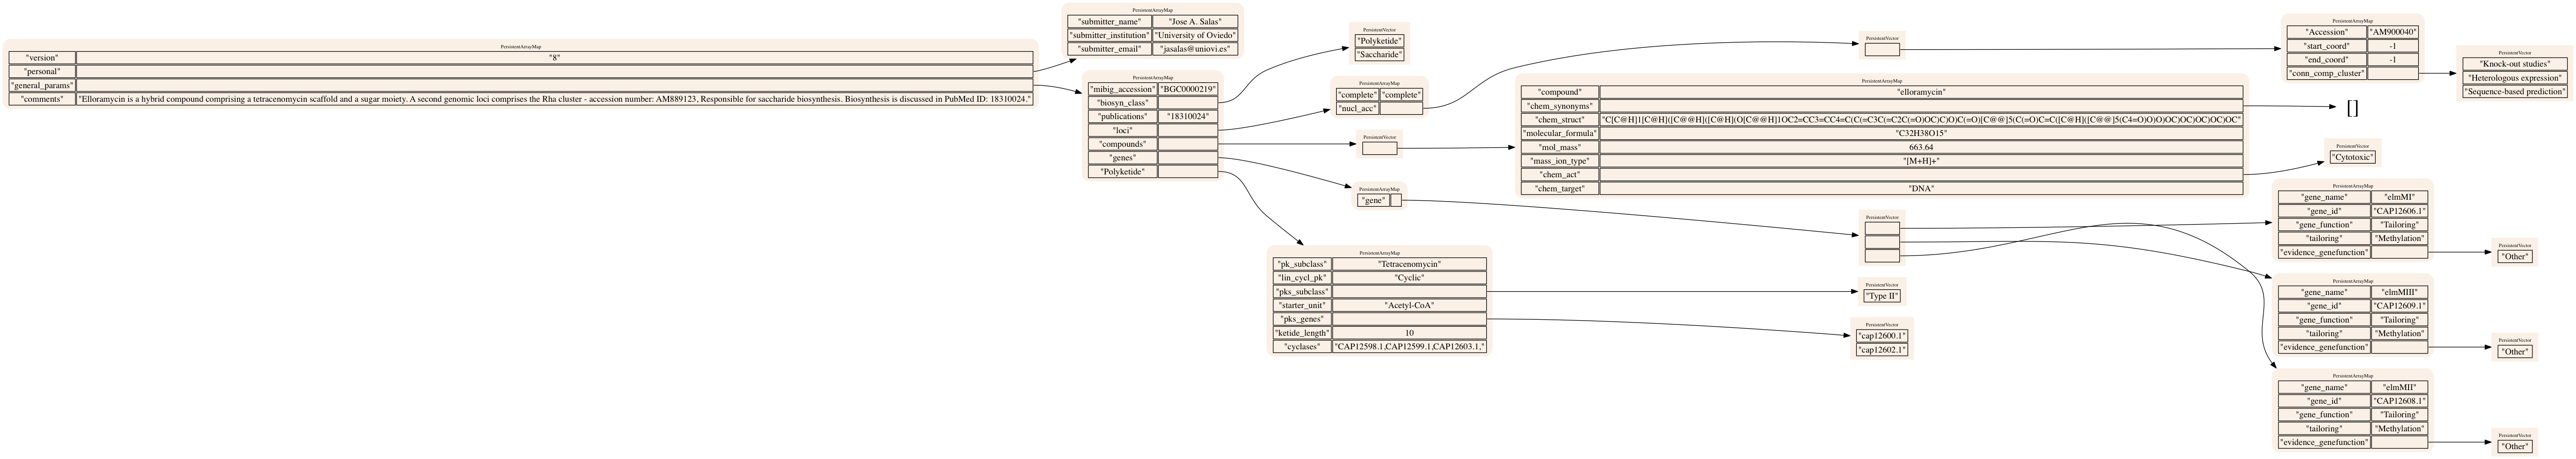 PersistentArrayMap
"version" "8"
"personal"
"general_params"
"comments" "Elloramycin is a hybrid compound comprising a tetracenomycin scaffold and a sugar moiety. A second genomic loci comprises the Rha cluster - accession number: AM889123, Responsible for saccharide biosynthesis. Biosynthesis is discussed in PubMed ID: 18310024."
PersistentArrayMap
"submitter_name" "Jose A. Salas"
"submitter_institution" "University of Oviedo"
"submitter_email" "jasalas@uniovi.es"
PersistentArrayMap
"mibig_accession" "BGC0000219"
"biosyn_class"
"publications" "18310024"
"loci"
"compounds"
"genes"
"Polyketide"
PersistentVector
"Polyketide"
"Saccharide"
PersistentArrayMap
"complete" "complete"
"nucl_acc"
PersistentVector
PersistentArrayMap
"gene"
PersistentArrayMap
"pk_subclass" "Tetracenomycin"
"lin_cycl_pk" "Cyclic"
"pks_subclass"
"starter_unit" "Acetyl-CoA"
"pks_genes"
"ketide_length" 10
"cyclases" "CAP12598.1,CAP12599.1,CAP12603.1,"
PersistentVector
PersistentArrayMap
"compound" "elloramycin"
"chem_synonyms"
"chem_struct" "C[C@H]1[C@H]([C@@H]([C@H](O[C@@H]1OC2=CC3=CC4=C(C(=C3C(=C2C(=O)OC)C)O)C(=O)[C@@]5(C(=O)C=C([C@H]([C@@]5(C4=O)O)O)OC)OC)OC)OC)OC"
"molecular_formula" "C32H38O15"
"mol_mass" 663.64
"mass_ion_type" "[M+H]+"
"chem_act"
"chem_target" "DNA"
PersistentVector
PersistentVector
"Type II"
PersistentVector
"cap12600.1"
"cap12602.1"
PersistentArrayMap
"Accession" "AM900040"
"start_coord" -1
"end_coord" -1
"conn_comp_cluster"
PersistentVector
"Knock-out studies"
"Heterologous expression"
"Sequence-based prediction"
[]
PersistentVector
"Cytotoxic"
PersistentArrayMap
"gene_name" "elmMI"
"gene_id" "CAP12606.1"
"gene_function" "Tailoring"
"tailoring" "Methylation"
"evidence_genefunction"
PersistentVector
"Other"
PersistentArrayMap
"gene_name" "elmMIII"
"gene_id" "CAP12609.1"
"gene_function" "Tailoring"
"tailoring" "Methylation"
"evidence_genefunction"
PersistentVector
"Other"
PersistentArrayMap
"gene_name" "elmMII"
"gene_id" "CAP12608.1"
"gene_function" "Tailoring"
"tailoring" "Methylation"
"evidence_genefunction"
PersistentVector
"Other"